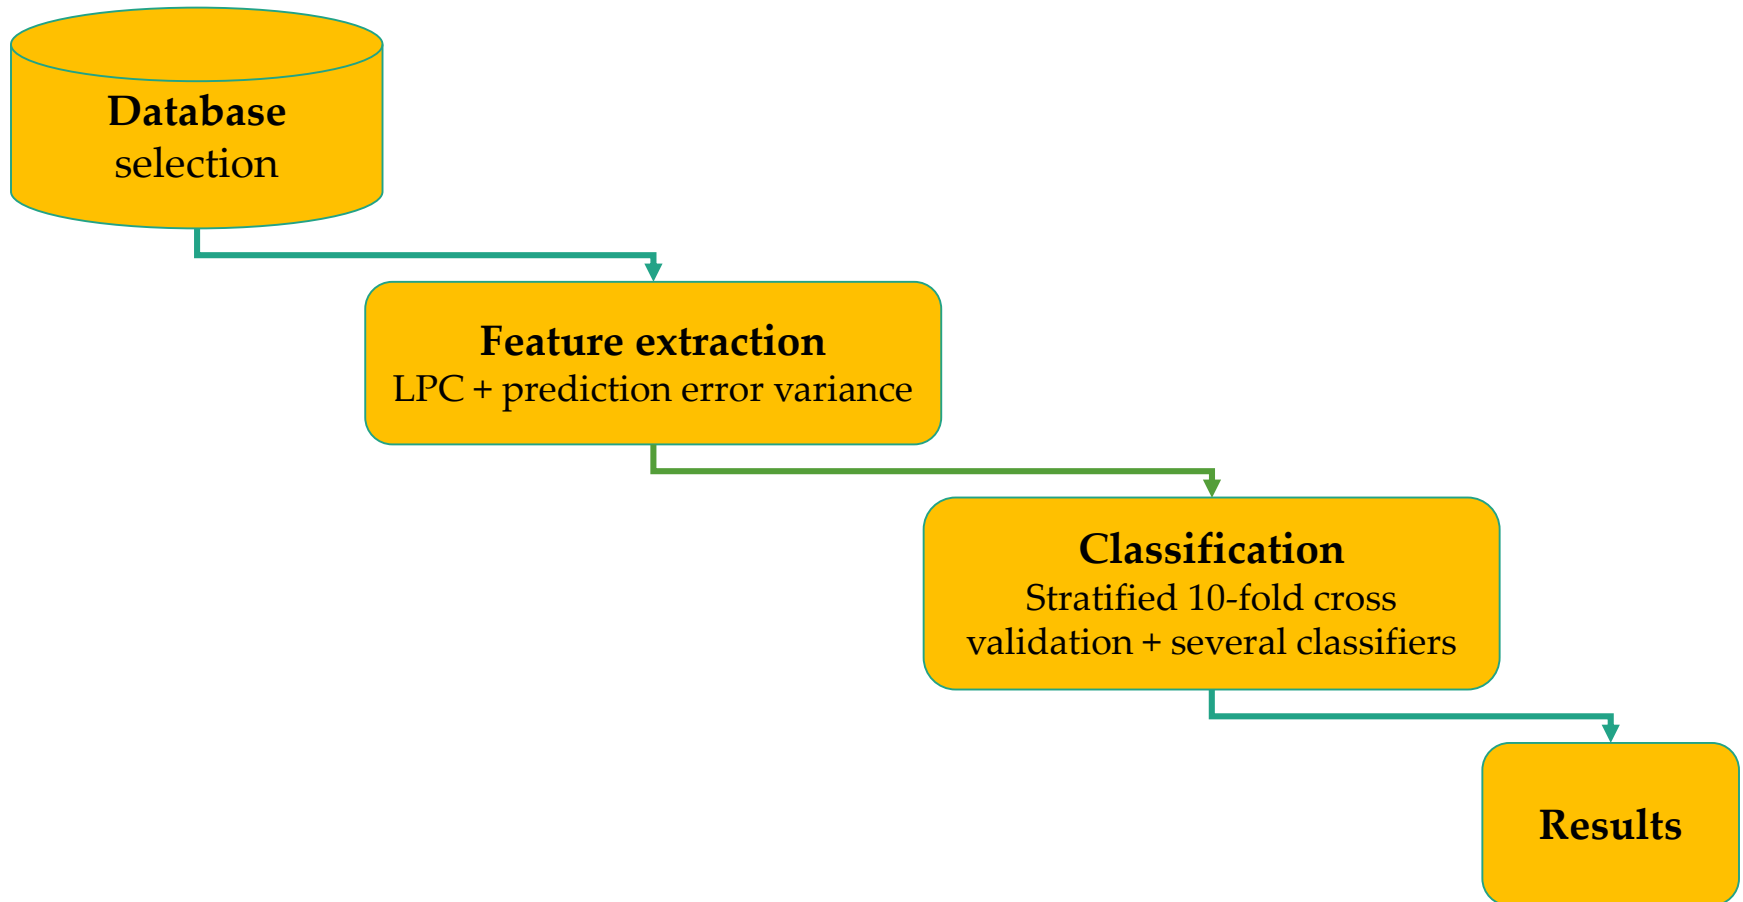 Database
selection
Feature extraction
LPC + prediction error variance
Classification
Stratified 10-fold cross
validation + several classifiers
Results